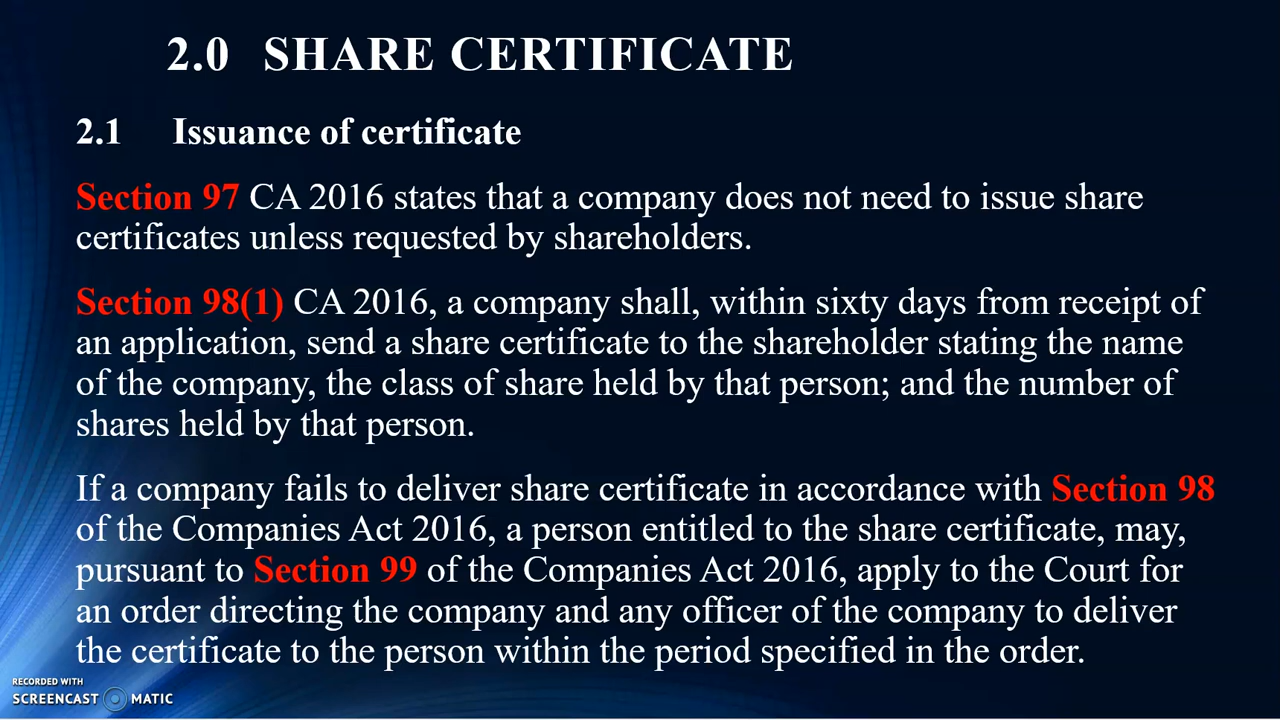 2.0 SHARE CERTIFICATE
2.1 Issuance of certificate
Section 97 CA 2016 states that a company does not need to issue share
certificates unless requested by shareholders.
Section 98(1) CA 2016, a company shall, within sixty days from receipt of
an application, send a share certificate to the shareholder stating the name
of the company, the class of share held by that person; and the number of
shares held by that person.
If a company fails to deliver share certificate in accordance with Section 98
of the Companies Act 2016, a person entitled to the share certificate, may,
pursuant to Section 99 of the Companies Act 2016, apply to the Court for
an order directing the company and any officer of the company to deliver
the certificate to the person within the period specified in the order.
RECORDED WITH
SCREENCAST MATIC